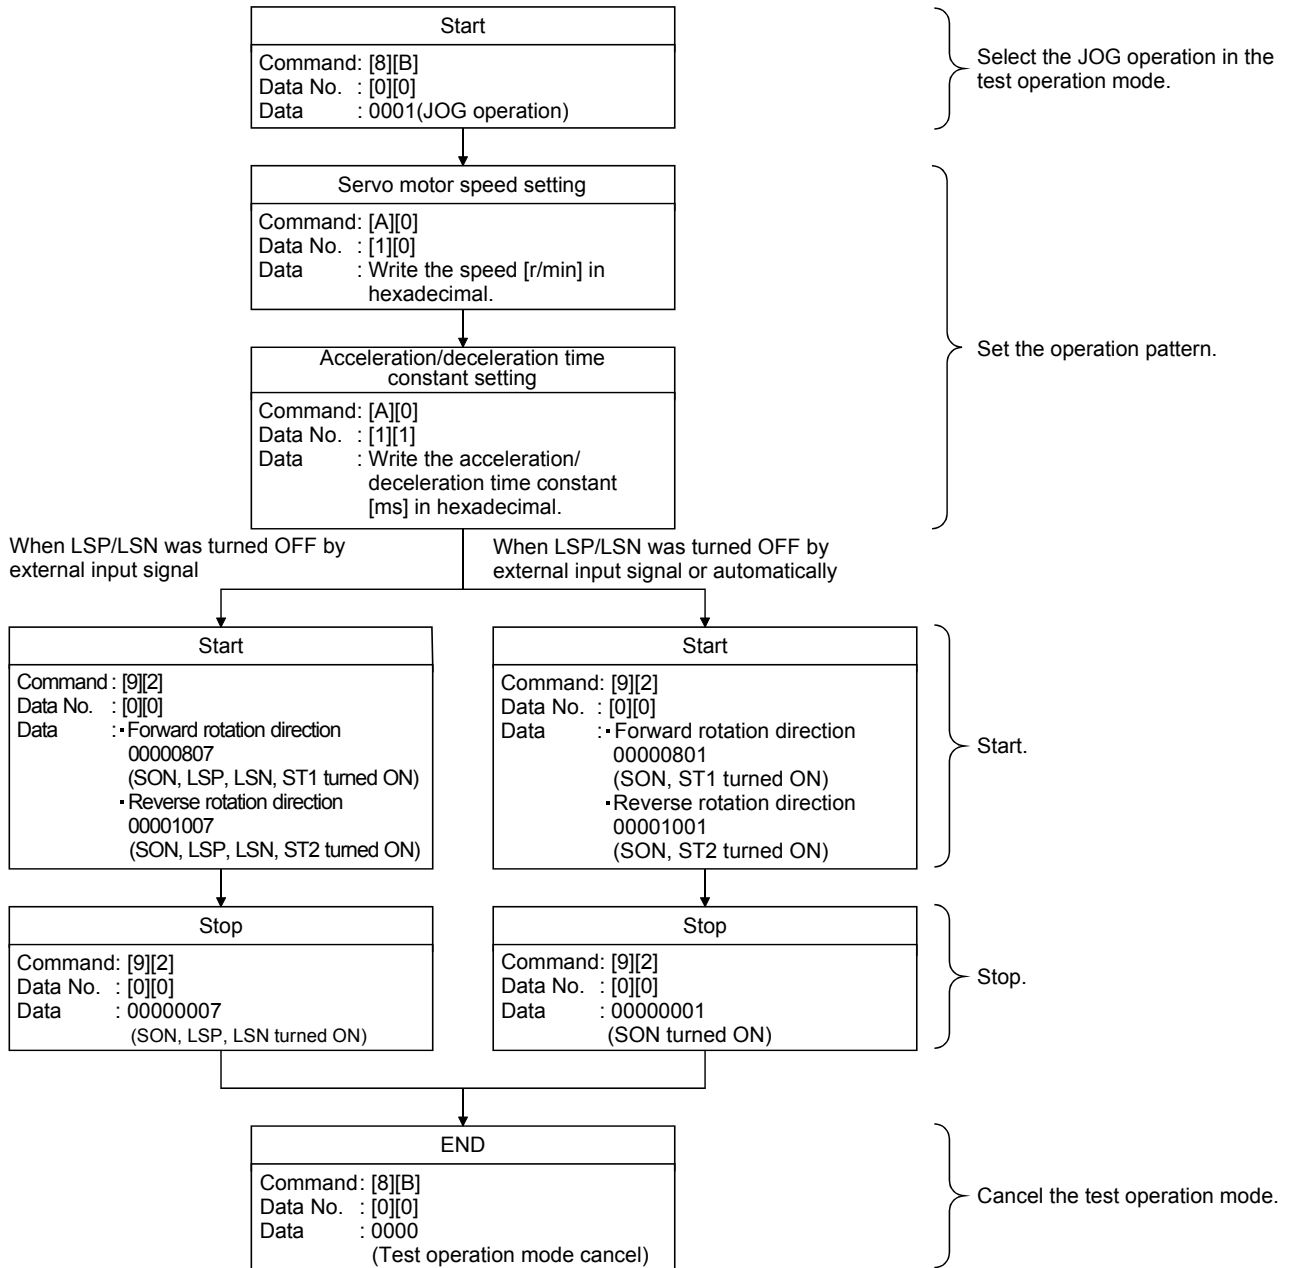 Start
Command: [8][B]
Data No. : [0][0]
Data : 0001(JOG operation)
Select the JOG operation in the
test operation mode.
Servo motor speed setting
Command: [A][0]
Data No. : [1][0]
Data : Write the speed [r/min] in
hexadecimal.
Acceleration/deceleration time
constant setting
Command: [A][0]
Data No. : [1][1]
Data : Write the acceleration/
deceleration time constant
[ms] in hexadecimal.
Set the operation pattern.
When LSP/LSN was turned OFF by
external input signal
When LSP/LSN was turned OFF by
external input signal or automatically
Start
Command : [9][2]
Data No. : [0][0]
Data : ▪ Forward rotation direction
00000807
(SON, LSP, LSN, ST1 turned ON)
▪ Reverse rotation direction
00001007
(SON, LSP, LSN, ST2 turned ON)
Start
Command: [9][2]
Data No. : [0][0]
Data : ▪ Forward rotation direction
00000801
(SON, ST1 turned ON)
▪ Reverse rotation direction
00001001
(SON, ST2 turned ON)
Start.
Stop
Command: [9][2]
Data No. : [0][0]
Data : 00000007
(SON, LSP, LSN turned ON)
Stop
Command: [9][2]
Data No. : [0][0]
Data : 00000001
(SON turned ON)
Stop.
END
Command: [8][B]
Data No. : [0][0]
Data : 0000
(Test operation mode cancel)
Cancel the test operation mode.